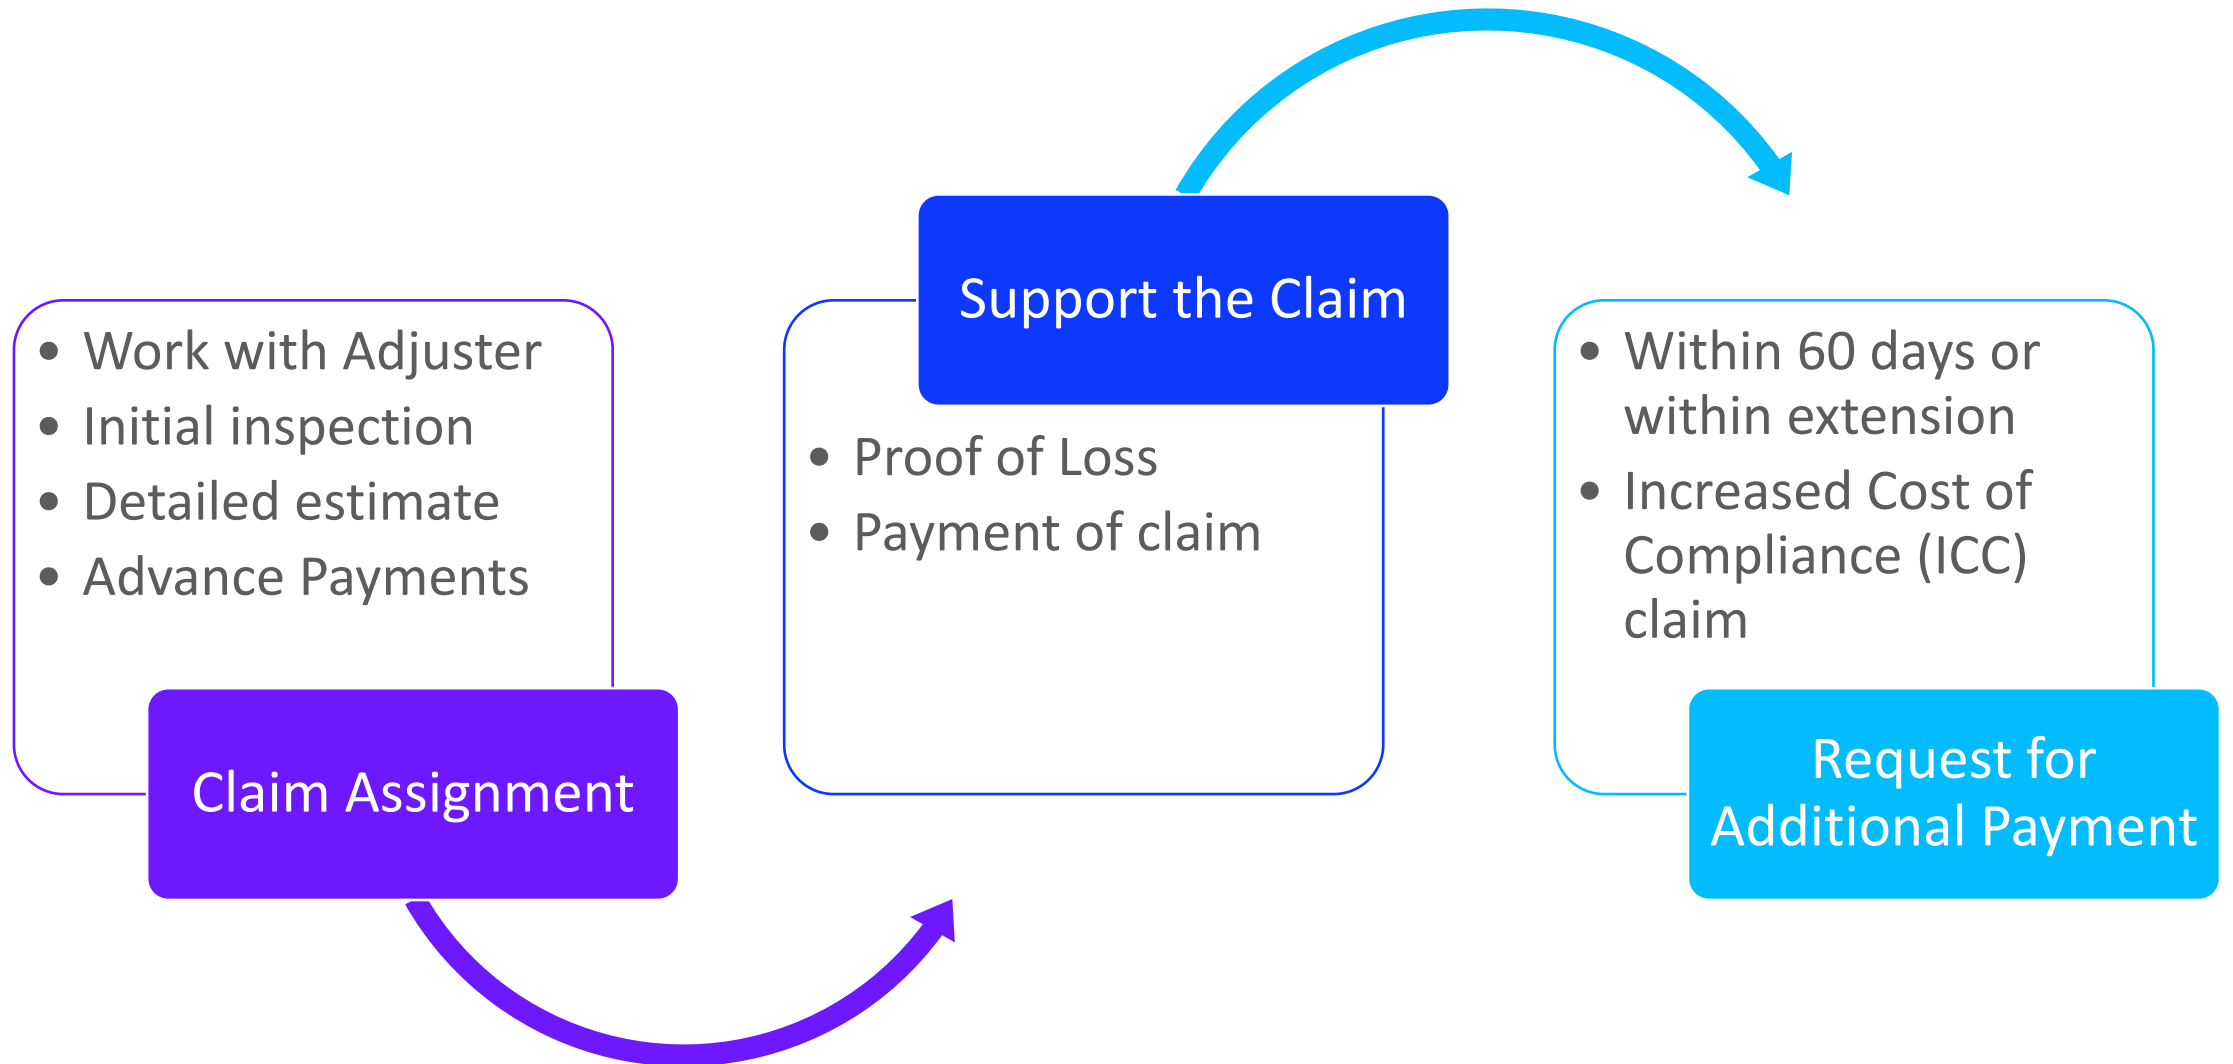 • Work with Adjuster
• Initial inspection
• Detailed estimate
• Advance Payments
Claim Assignment
Support the Claim
• Proof of Loss
• Payment of claim
• Within 60 days or
within extension
• Increased Cost of
Compliance (ICC)
claim
Request for
Additional Payment